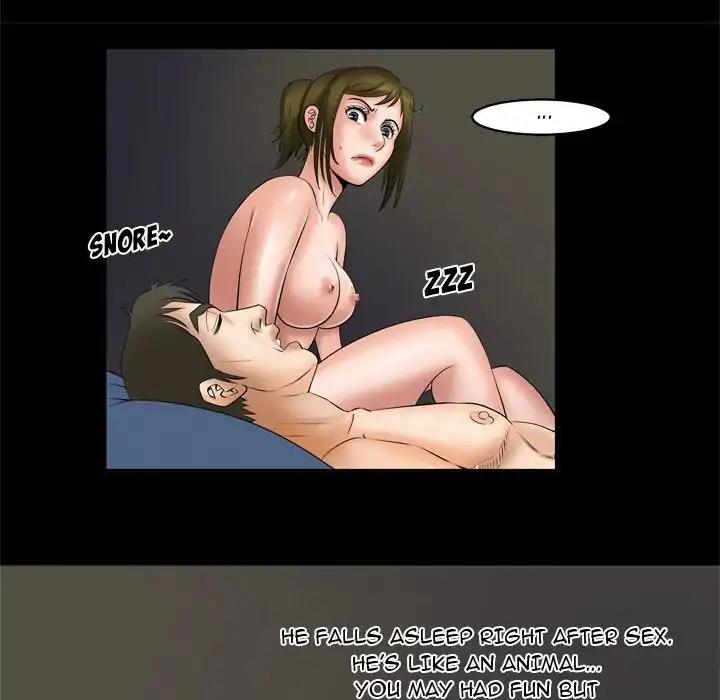 ...
SNORE~
ZZZ
HE FALLS ASLEEP RIGHT AFTER SEX.
HE'S LIKE AN ANIMAL...
YOU MAY HAD FUN BUT